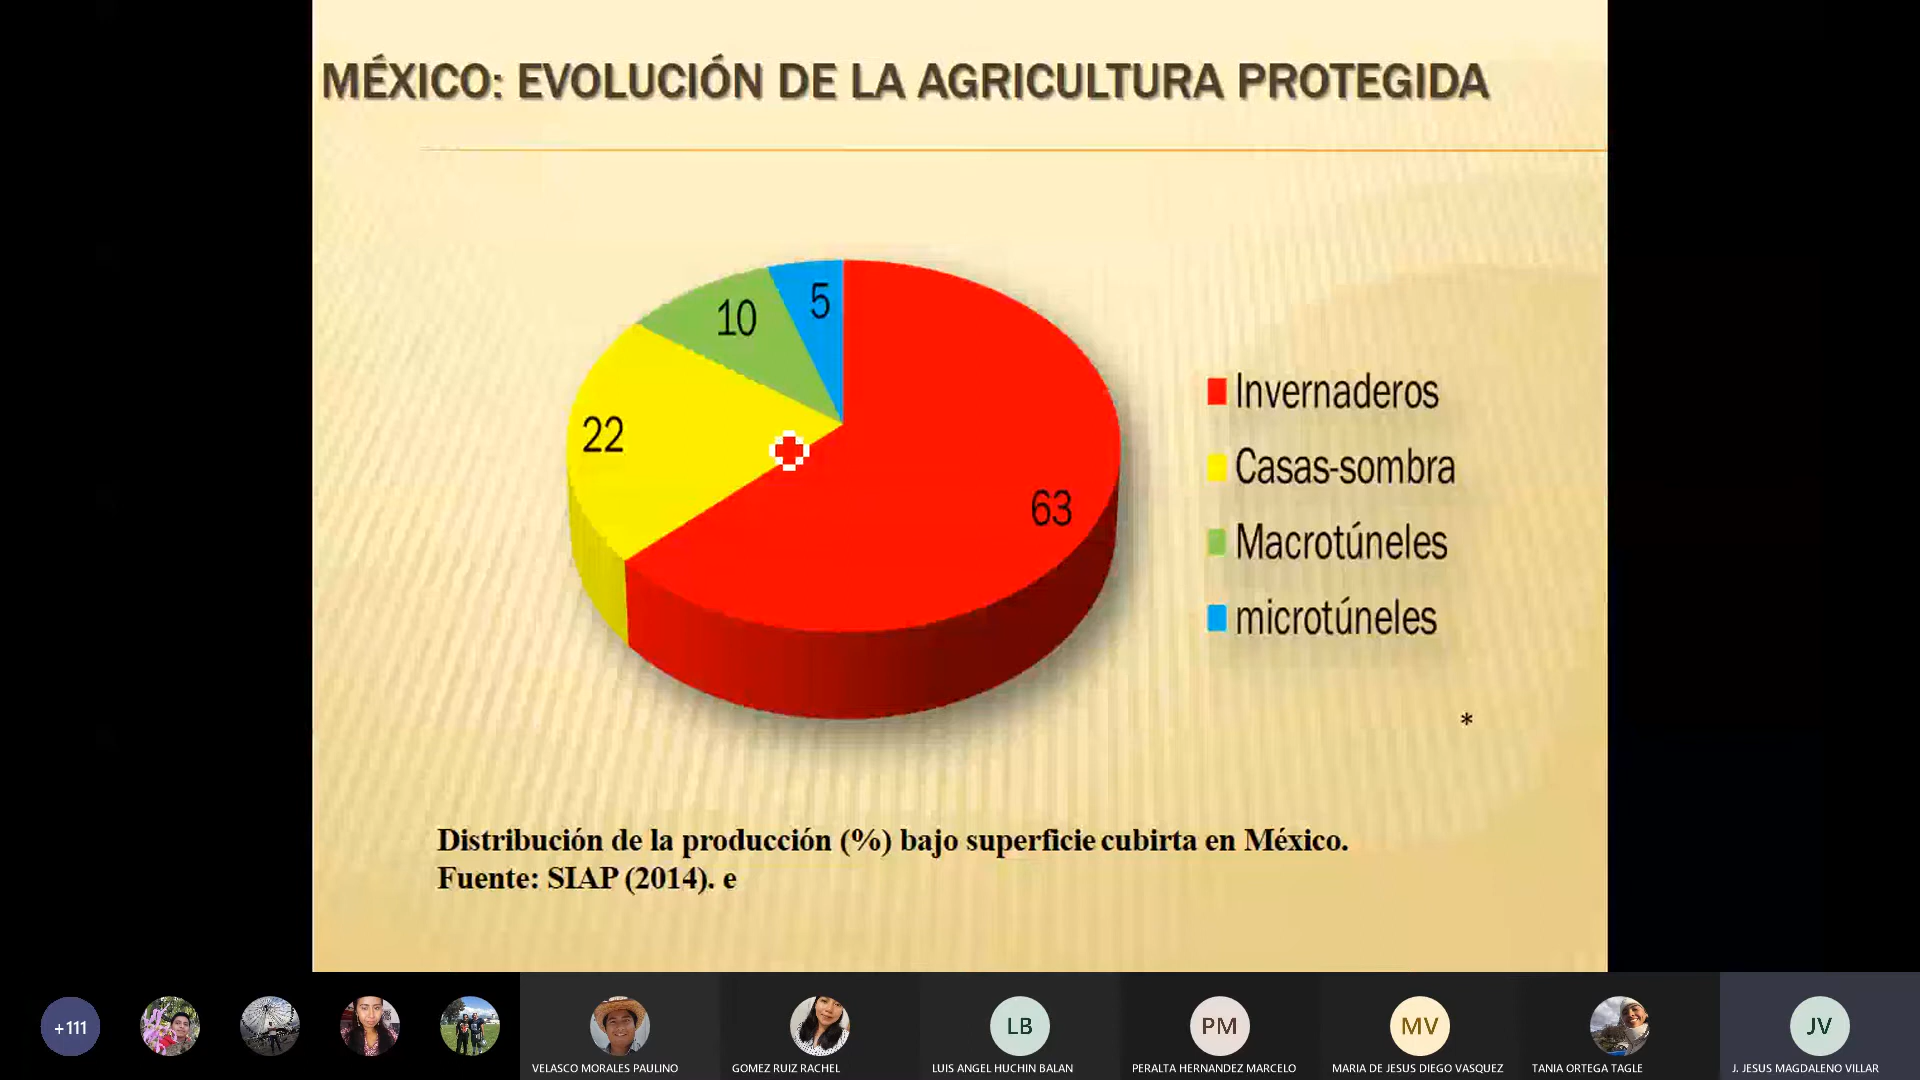 MÉXICO: EVOLUCIÓN DE LA AGRICULTURA PROTEGIDA
5
10
22
63
Invernaderos
Casas-sombra
Macrotúneles
microtúneles
*
Distribución de la producción (%) bajo superficie cubirta en México.
Fuente: SIAP (2014). e
+111
LB
PM
MV
JV
VELASCO MORALES PAULINO
GOMEZ RUIZ RACHEL
LUIS ANGEL HUCHIN BALAN
PERALTA HERNANDEZ MARCELO
MARIA DE JESUS DIEGO VASQUEZ
TANIA ORTEGA TAGLE
J. JESUS MAGDALENO VILLAR